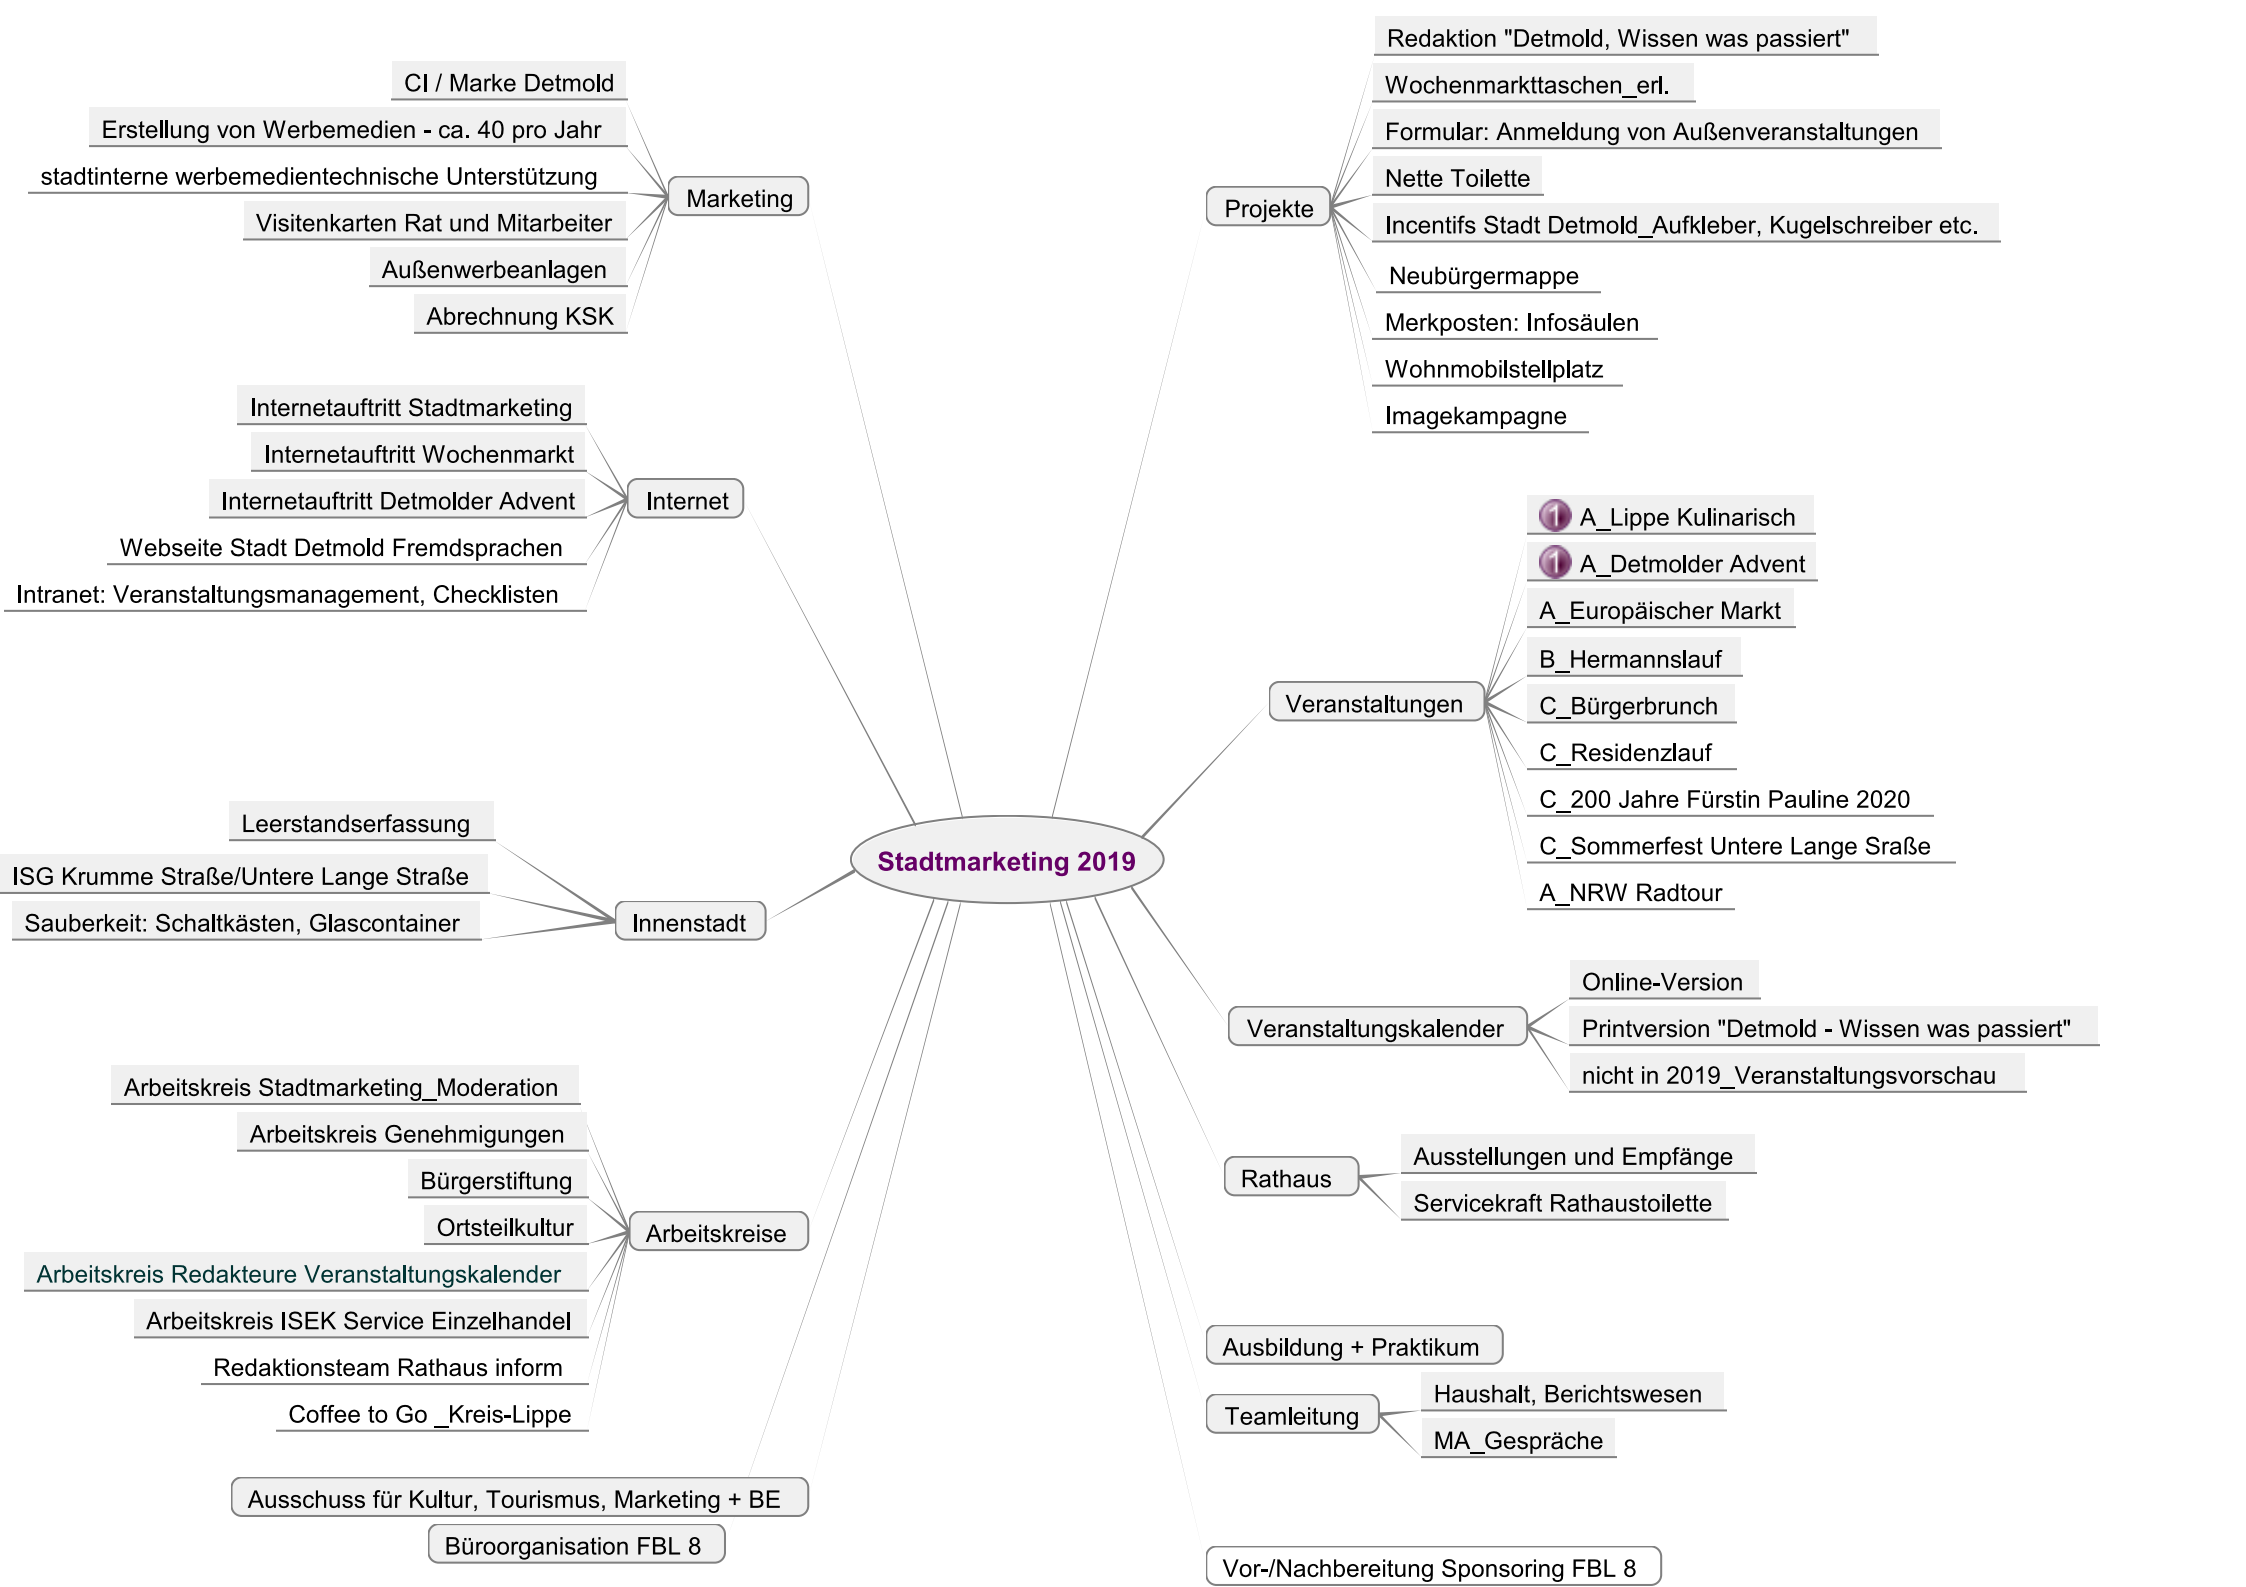 Stadtmarketing 2019
Marketing
CI / Marke Detmold
Erstellung von Werbemedien - ca. 40 pro Jahr
stadtinterne werbemedientechnische Unterstützung
Visitenkarten Rat und Mitarbeiter
Außenwerbeanlagen
Abrechnung KSK
Internet
Internetauftritt Stadtmarketing
Internetauftritt Wochenmarkt
Internetauftritt Detmolder Advent
Webseite Stadt Detmold Fremdsprachen
Intranet: Veranstaltungsmanagement, Checklisten
Innenstadt
Leerstandserfassung
ISG Krumme Straße/Untere Lange Straße
Sauberkeit: Schaltkästen, Glascontainer
Arbeitskreise
Arbeitskreis Stadtmarketing_Moderation
Arbeitskreis Genehmigungen
Bürgerstiftung
Ortsteilkultur
Arbeitskreis Redakteure Veranstaltungskalender
Arbeitskreis ISEK Service Einzelhandel
Redaktionsteam Rathaus inform
Coffee to Go _Kreis-Lippe
Ausschuss für Kultur, Tourismus, Marketing + BE
Büroorganisation FBL 8
Projekte
Redaktion "Detmold, Wissen was passiert"
Wochenmarkttaschen_erl.
Formular: Anmeldung von Außenveranstaltungen
Nette Toilette
Incentifs Stadt Detmold_Aufkleber, Kugelschreiber etc.
Neubürgermappe
Merkposten: Infosäulen
Wohnmobilstellplatz
Imagekampagne
Veranstaltungen
1 A_Lippe Kulinarisch
1 A_Detmolder Advent
A_Europäischer Markt
B_Hermannslauf
C_Bürgerbrunch
C_Residenzlauf
C_200 Jahre Fürstin Pauline 2020
C_Sommerfest Untere Lange Sraße
A_NRW Radtour
Veranstaltungskalender
Online-Version
Printversion "Detmold - Wissen was passiert"
nicht in 2019_Veranstaltungsvorschau
Rathaus
Ausstellungen und Empfänge
Servicekraft Rathaustoilette
Ausbildung + Praktikum
Teamleitung
Haushalt, Berichtswesen
MA_Gespräche
Vor-/Nachbereitung Sponsoring FBL 8